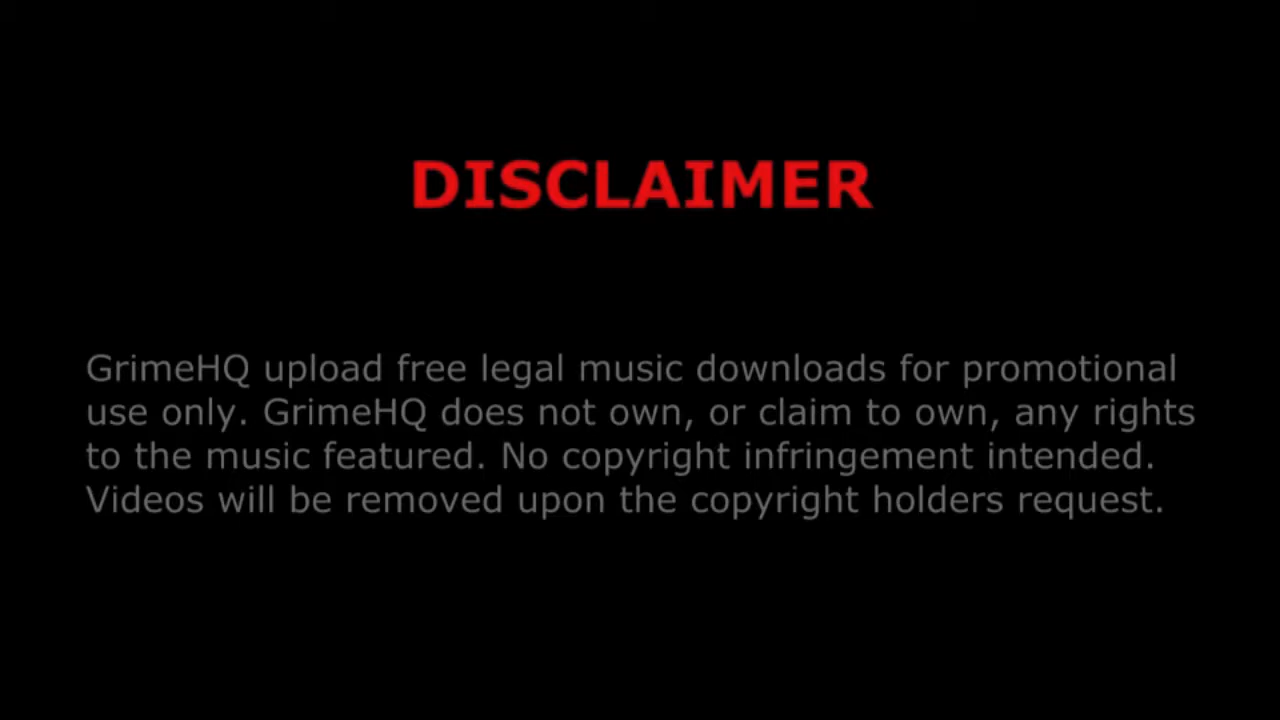 DISCLAIMER
GrimeHQ upload free legal music downloads for promotional
use only. GrimeHQ does not own, or claim to own, any rights
to the music featured. No copyright infringement intended.
Videos will be removed upon the copyright holders request.